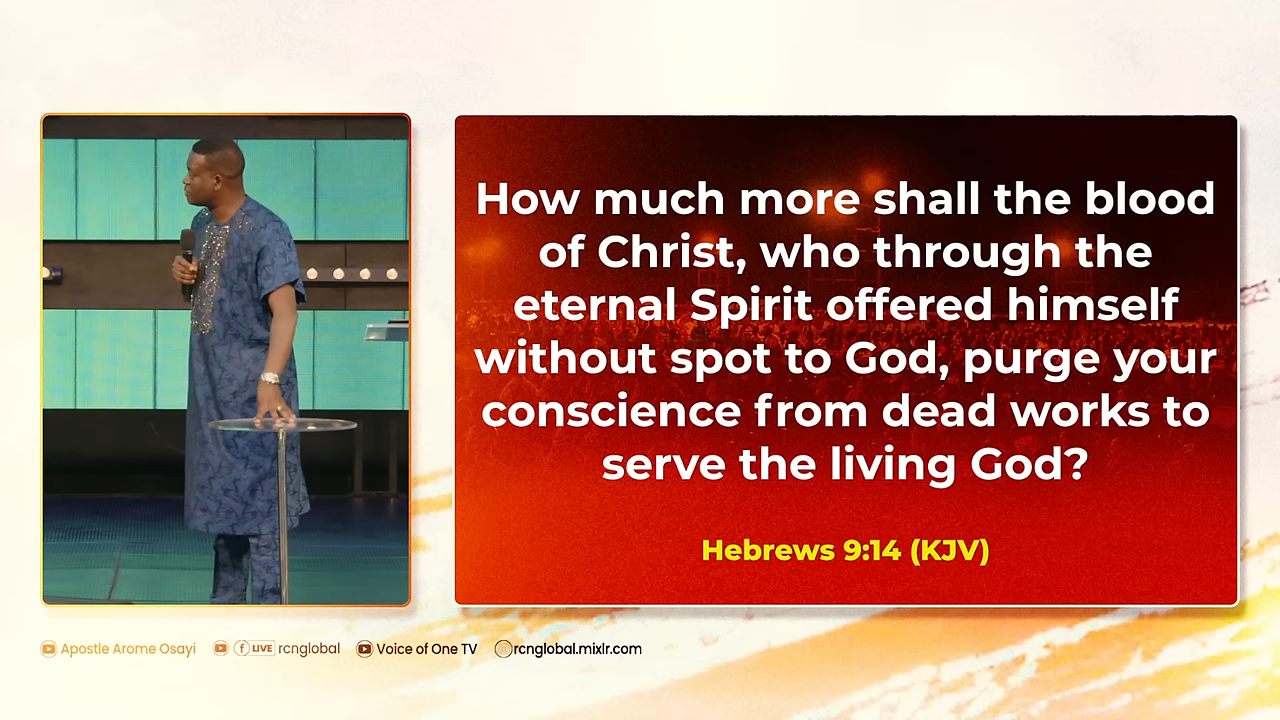 How much more shall the blood
of Christ, who through the
eternal Spirit offered himself
without spot to God, purge your
conscience from dead works to
serve the living God?
Hebrews 9:14 (KJV)
Apostle Arome Osayi LIVE rcnglobal Voice of One TV rcnglobal.mixlr.com